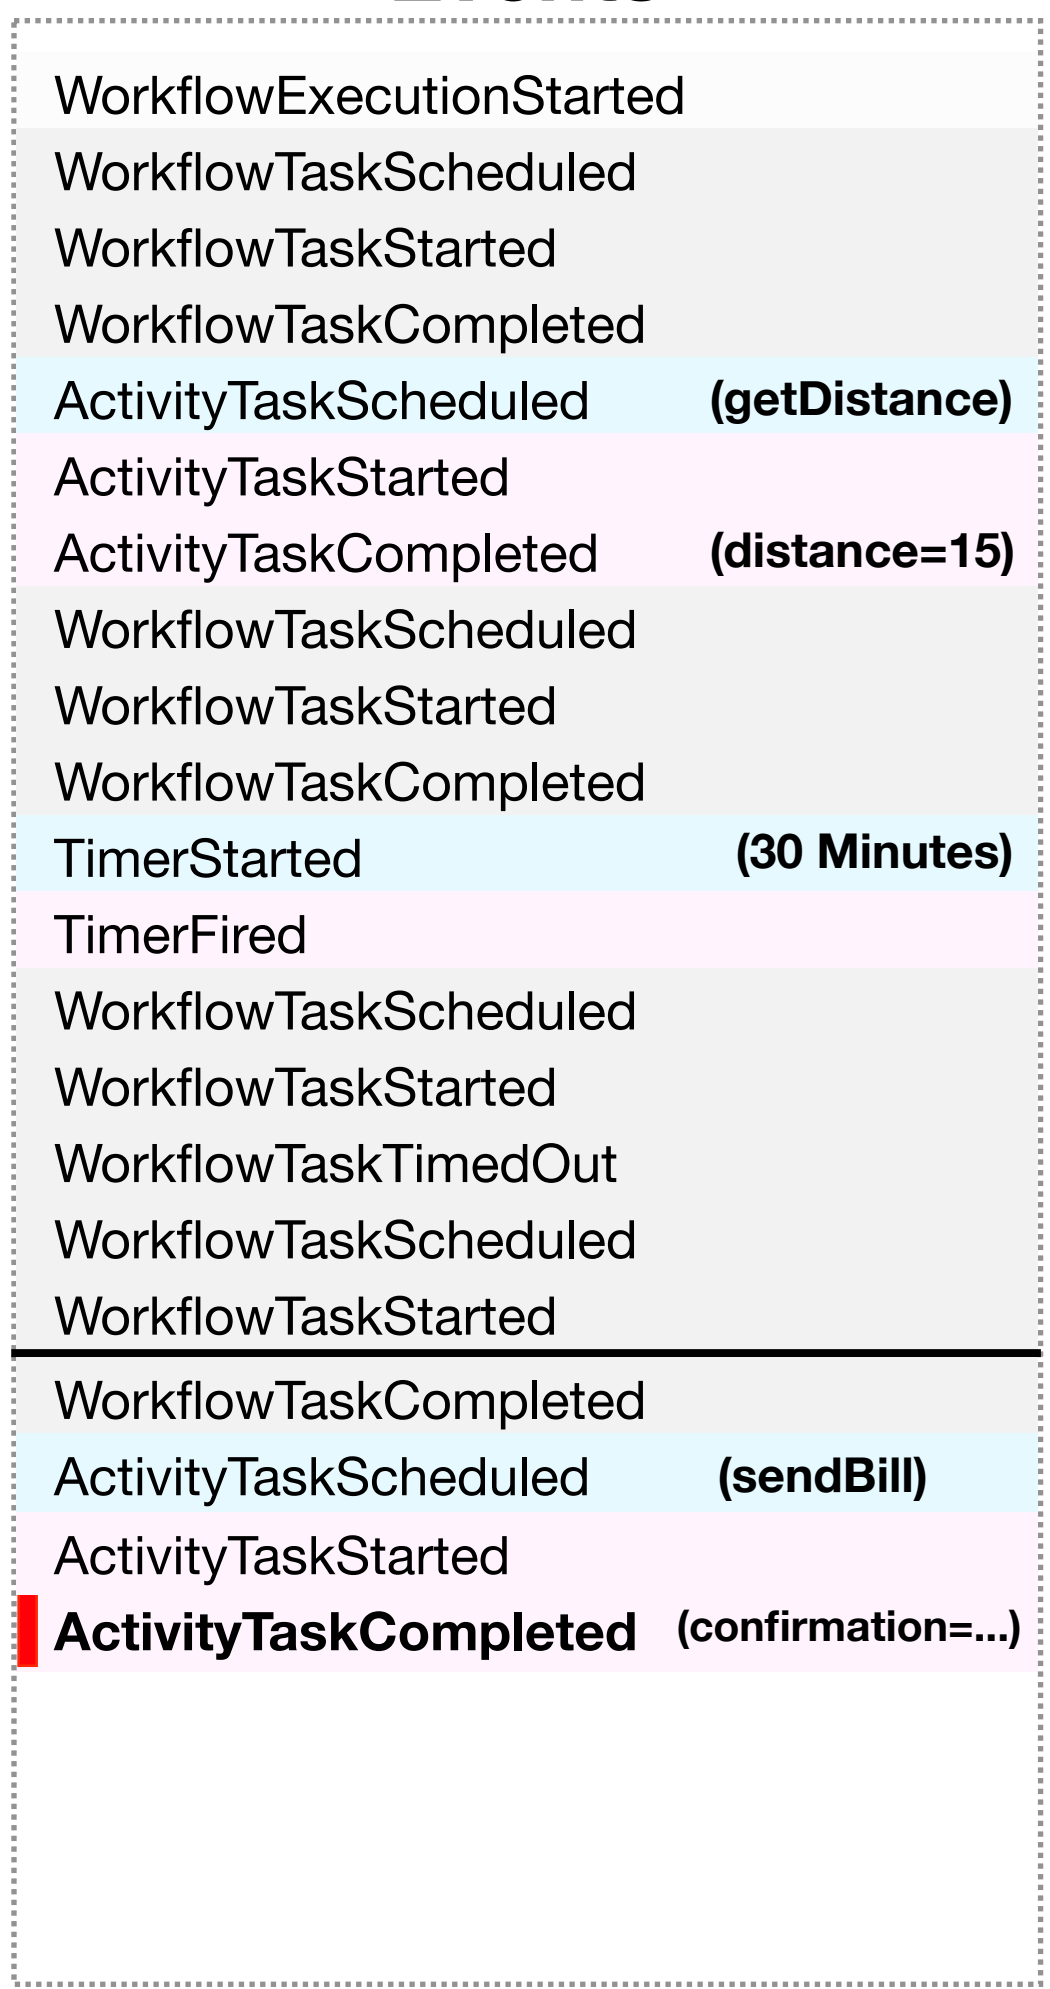 WorkflowExecutionStarted
WorkflowTaskScheduled
WorkflowTaskStarted
WorkflowTaskCompleted
ActivityTaskScheduled (getDistance)
ActivityTaskStarted
ActivityTaskCompleted (distance=15)
WorkflowTaskScheduled
WorkflowTaskStarted
WorkflowTaskCompleted
TimerStarted (30 Minutes)
TimerFired
WorkflowTaskScheduled
WorkflowTaskStarted
WorkflowTaskTimedOut
WorkflowTaskScheduled
WorkflowTaskStarted
WorkflowTaskCompleted
ActivityTaskScheduled (sendBill)
ActivityTaskStarted
ActivityTaskCompleted (confirmation=...)